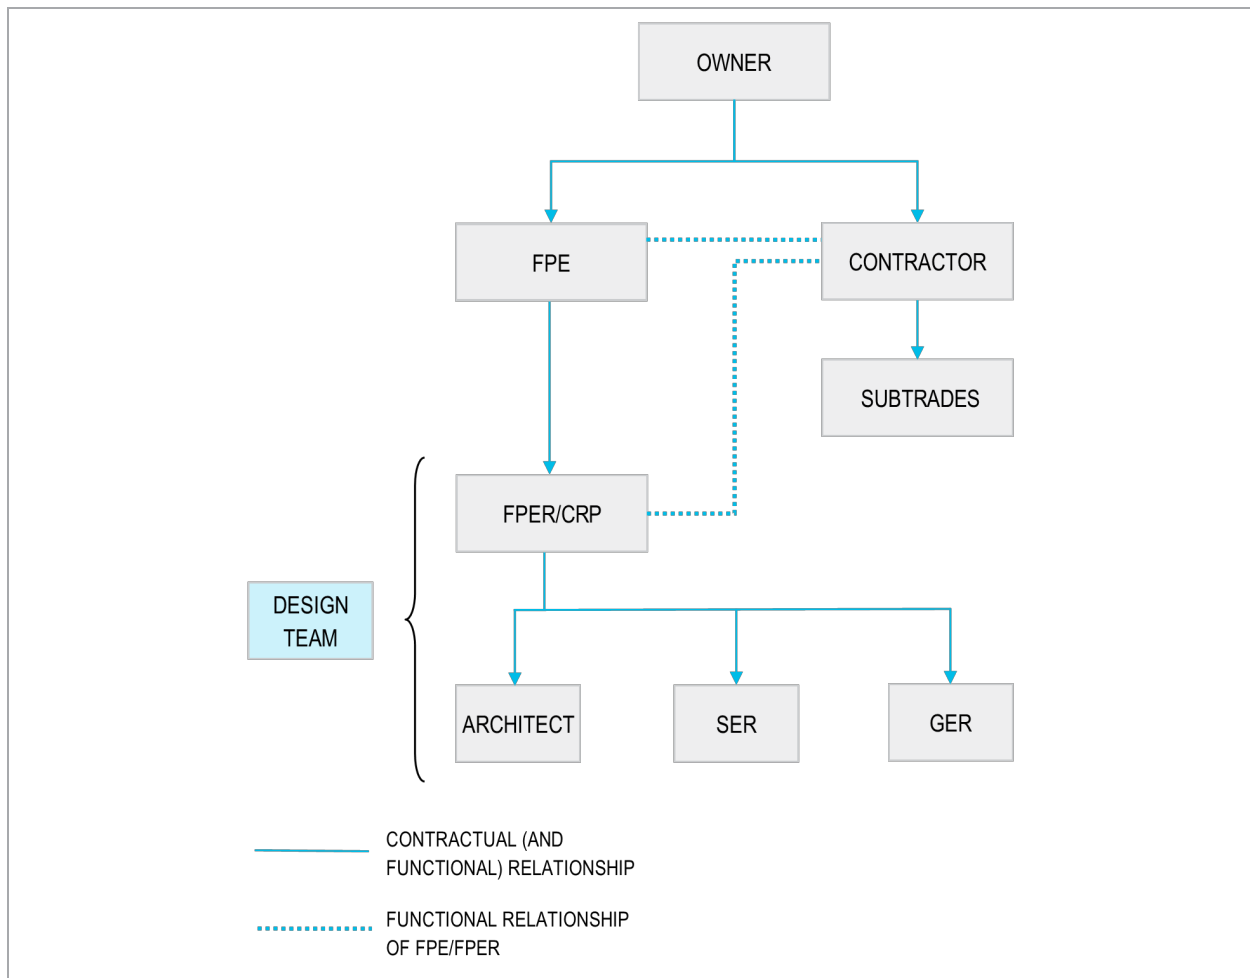 OWNER
FPE
CONTRACTOR
SUBTRADES
FPER/CRP
DESIGN
TEAM
ARCHITECT
SER
GER
CONTRACTUAL (AND
FUNCTIONAL) RELATIONSHIP
FUNCTIONAL RELATIONSHIP
OF FPE/FPER